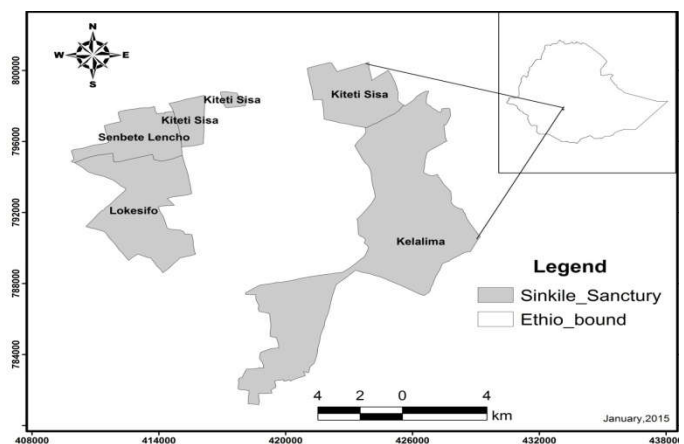 N
W E
S
800000
796000
792000
788000
784000
Kiteti Sisa
Kiteti Sisa
Kiteti Sisa
Senbete Lencho
Lokesifo
Kelalima
Legend
Sinkile_Sanctury
Ethio_bound
4 2 0 4
km
January,2015
408000 414000 420000 426000 432000 438000